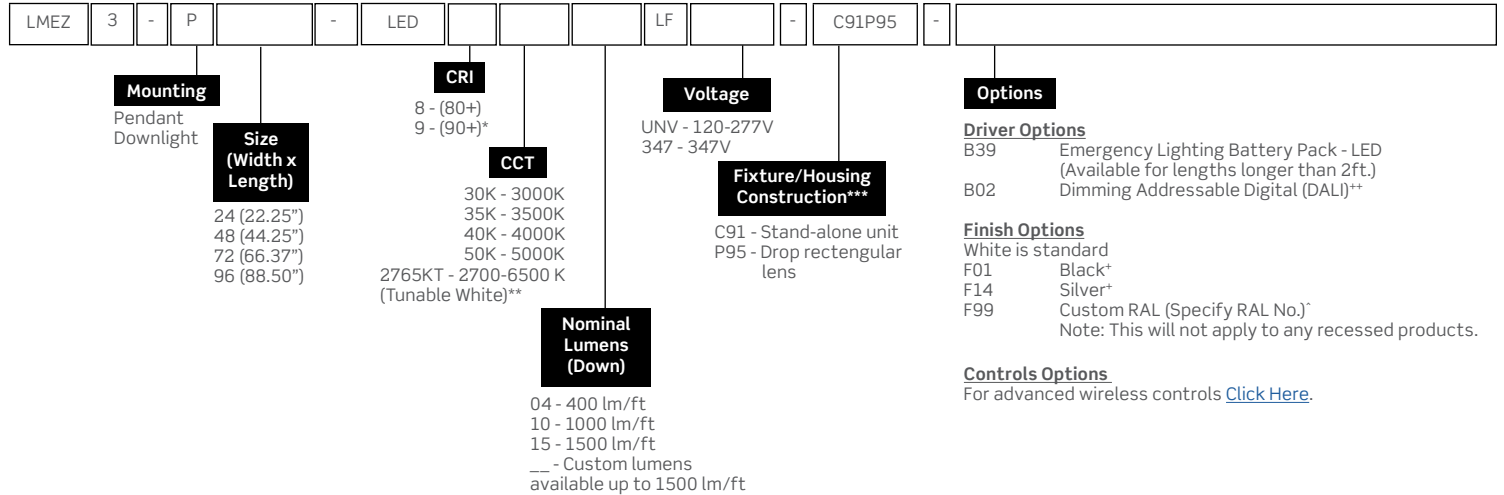 LMEZ 3 - P - LED LF - C91P95 -
Mounting
Pendant
Downlight
Size
(Width x
Length)
24 (22.25”)
48 (44.25”)
72 (66.37”)
96 (88.50”)
CRI
8 - (80+)
9 - (90+)*
CCT
30K - 3000K
35K - 3500K
40K - 4000K
50K - 5000K
2765KT - 2700-6500 K
(Tunable White)**
Nominal
Lumens
(Down)
04 - 400 lm/ft
10 - 1000 lm/ft
15 - 1500 lm/ft
__ - Custom lumens
available up to 1500 lm/ft
Voltage
UNV - 120-277V
347 - 347V
Fixture/Housing
Construction***
C91 - Stand-alone unit
P95 - Drop rectengular
lens
Options
Driver Options
B39 Emergency Lighting Battery Pack - LED
(Available for lengths longer than 2ft.)
B02 Dimming Addressable Digital (DALI)++
Finish Options
White is standard
F01 Black+
F14 Silver+
F99 Custom RAL (Specify RAL No.)^
Note: This will not apply to any recessed products.
Controls Options
For advanced wireless controls Click Here.